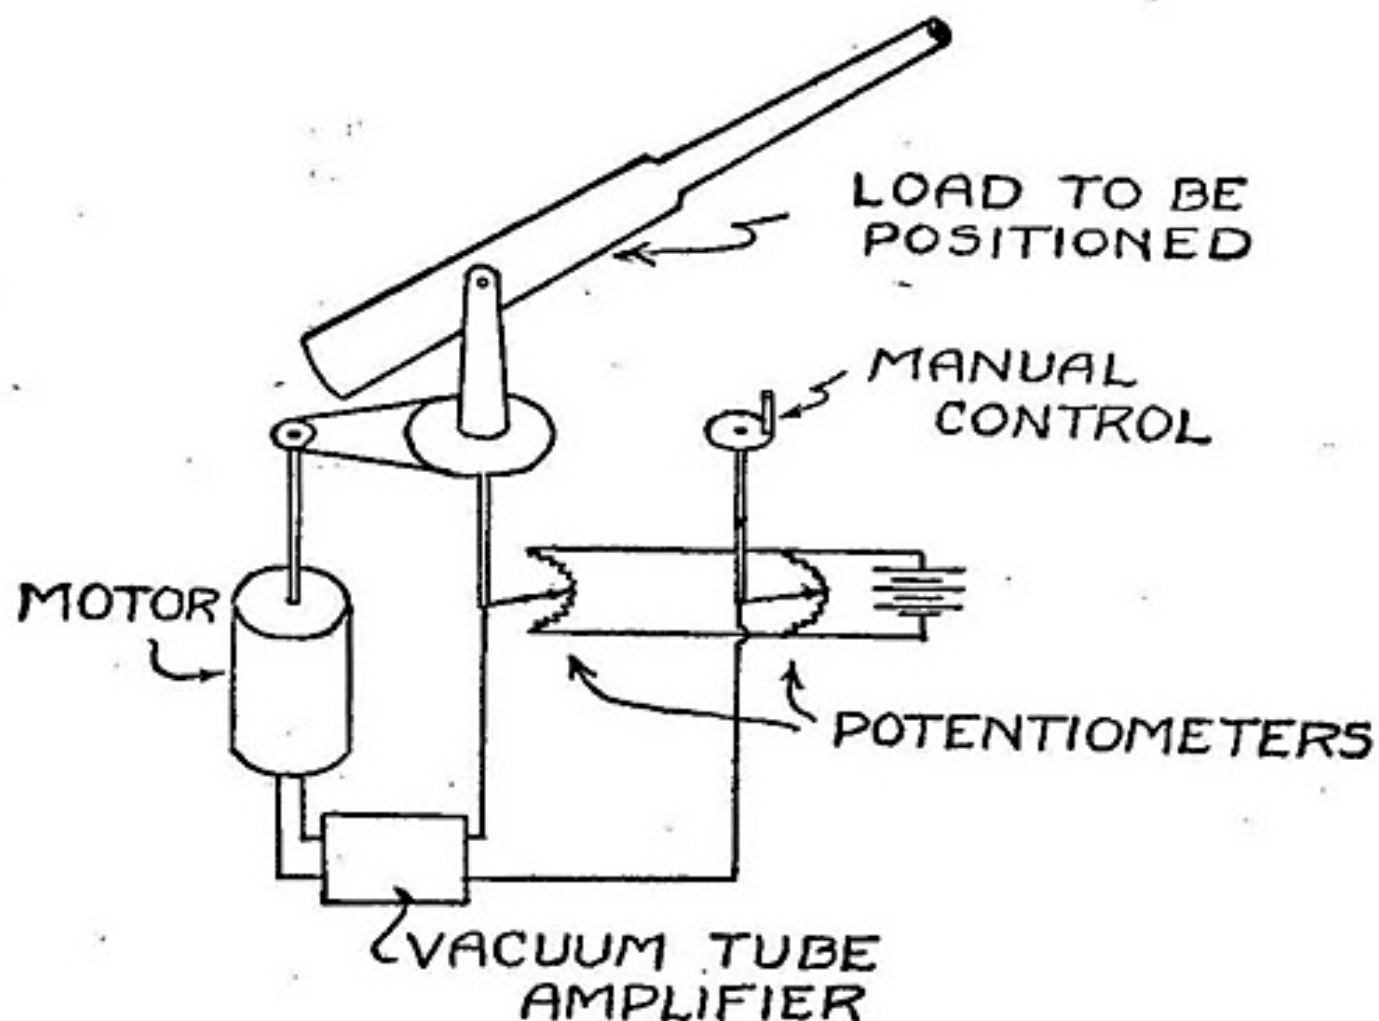 LOAD TO BE
POSITIONED
MANUAL
CONTROL
MOTOR
POTENTIOMETERS
VACUUM TUBE
AMPLIFIER